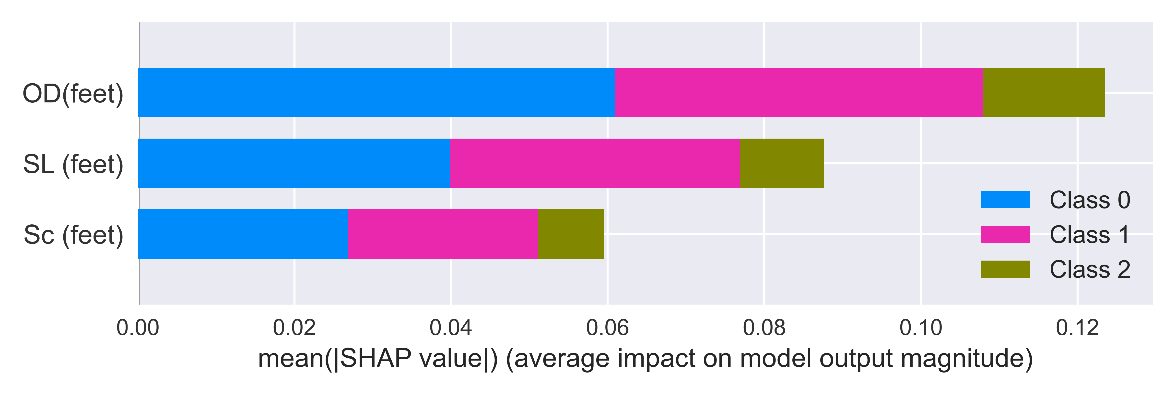 OD(feet)
SL (feet)
Sc (feet)
Class 0
Class 1
Class 2
0.00 0.02 0.04 0.06 0.08 0.10 0.12
mean(|SHAP value|) (average impact on model output magnitude)